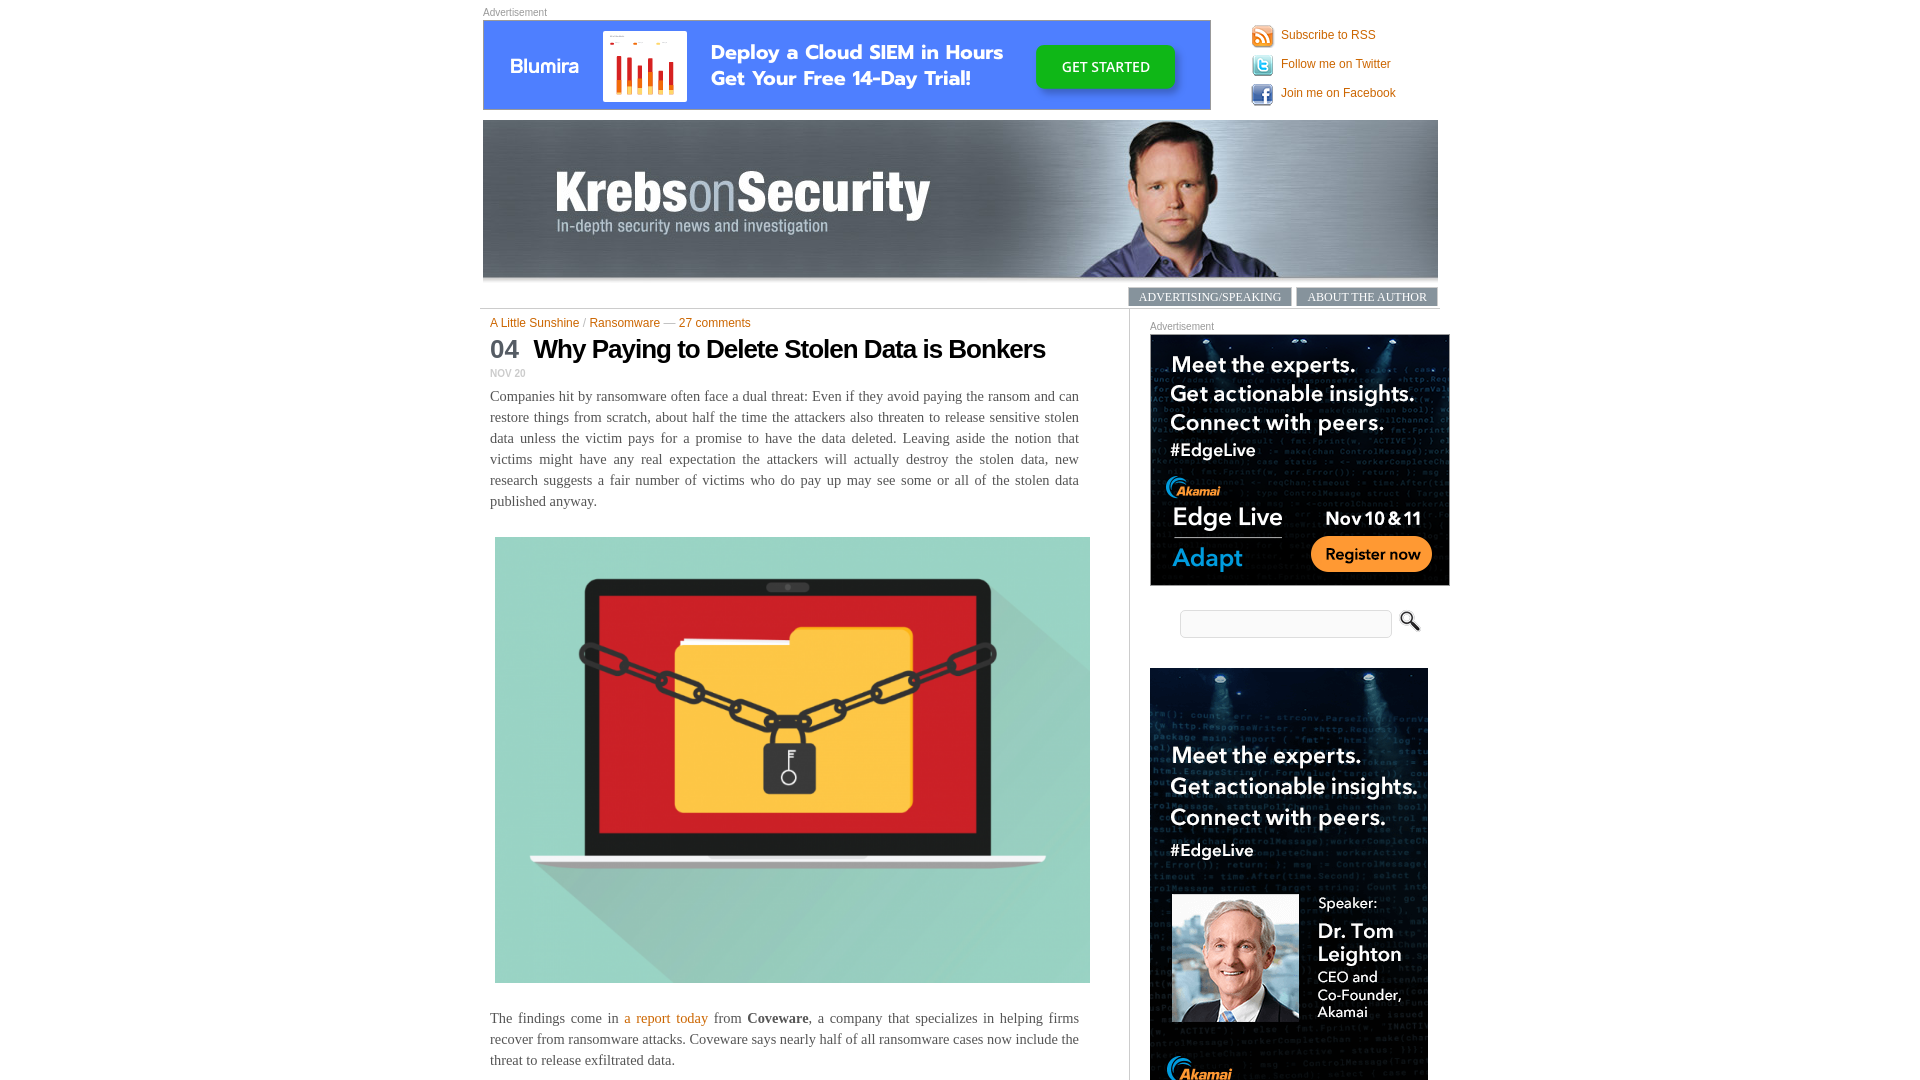 Advertisement
Blumira
Deploy a Cloud SIEM in Hours
Get Your Free 14-Day Trial!
GET STARTED
Subscribe to RSS
Follow me on Twitter
Join me on Facebook
KrebsonSecurity
In-depth security news and investigation
ADVERTISING/SPEAKING
ABOUT THE AUTHOR
A Little Sunshine / Ransomware — 27 comments
04 Why Paying to Delete Stolen Data is Bonkers
NOV 20
Companies hit by ransomware often face a dual threat: Even if they avoid paying the ransom and can
restore things from scratch, about half the time the attackers also threaten to release sensitive stolen
data unless the victim pays for a promise to have the data deleted. Leaving aside the notion that
victims might have any real expectation the attackers will actually destroy the stolen data, new
research suggests a fair number of victims who do pay up may see some or all of the stolen data
published anyway.
The findings come in a report today from Coveware, a company that specializes in helping firms
recover from ransomware attacks. Coveware says nearly half of all ransomware cases now include the
threat to release exfiltrated data.
Advertisement
Meet the experts.
Get actionable insights.
Connect with peers.
#EdgeLive
Akamai
Edge Live
Adapt
Nov 10 & 11
Register now
Meet the experts.
Get actionable insights.
Connect with peers.
#EdgeLive
Speaker:
Dr. Tom
Leighton
CEO and
Co-Founder,
Akamai
Akamai